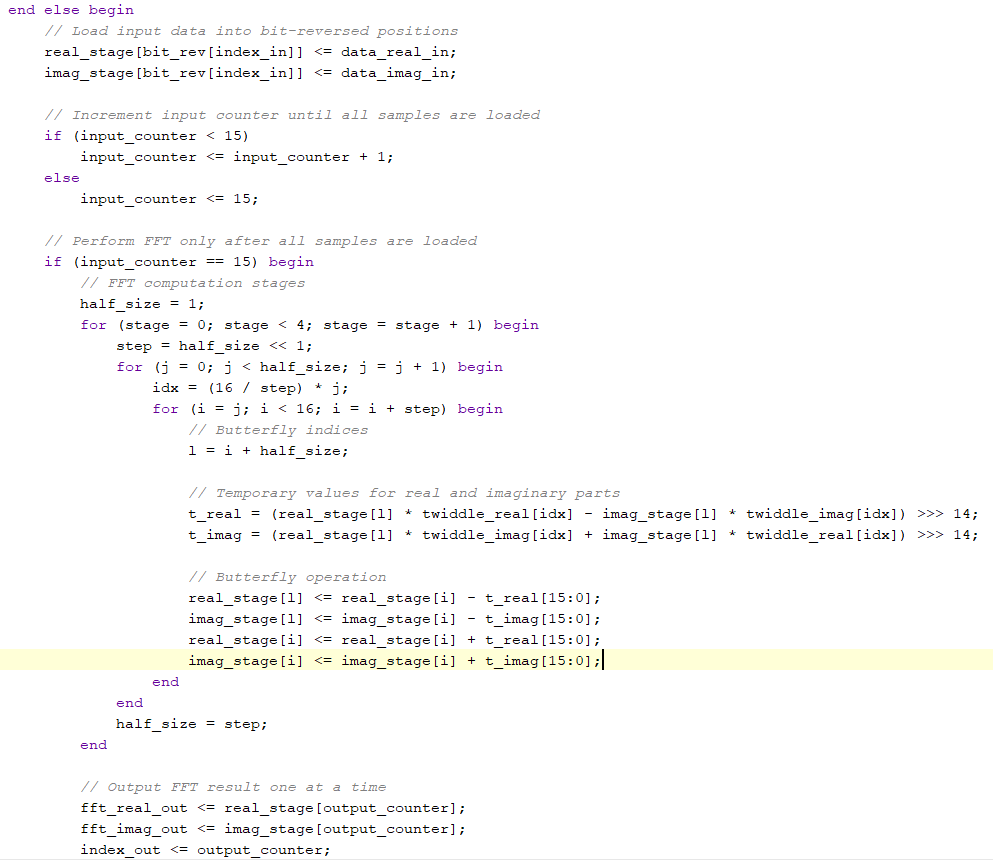 end else begin
// Load input data into bit-reversed positions
real_stage[bit_rev[index_in]] <= data_real_in;
imag_stage[bit_rev[index_in]] <= data_imag_in;
// Increment input counter until all samples are loaded
if (input_counter < 15)
input_counter <= input_counter + 1;
else
input_counter <= 15;
// Perform FFT only after all samples are loaded
if (input_counter == 15) begin
// FFT computation stages
half_size = 1;
for (stage = 0; stage < 4; stage = stage + 1) begin
step = half_size << 1;
for (j = 0; j < half_size; j = j + 1) begin
idx = (16 / step) * j;
for (i = j; i < 16; i = i + step) begin
// Butterfly indices
l = i + half_size;
// Temporary values for real and imaginary parts
t_real = (real_stage[l] * twiddle_real[idx] - imag_stage[l] * twiddle_imag[idx]) >>> 14;
t_imag = (real_stage[l] * twiddle_imag[idx] + imag_stage[l] * twiddle_real[idx]) >>> 14;
// Butterfly operation
real_stage[l] <= real_stage[i] - t_real[15:0];
imag_stage[l] <= imag_stage[i] - t_imag[15:0];
real_stage[i] <= real_stage[i] + t_real[15:0];
imag_stage[i] <= imag_stage[i] + t_imag[15:0];
end
end
half_size = step;
end
// Output FFT result one at a time
fft_real_out <= real_stage[output_counter];
fft_imag_out <= imag_stage[output_counter];
index_out <= output_counter;